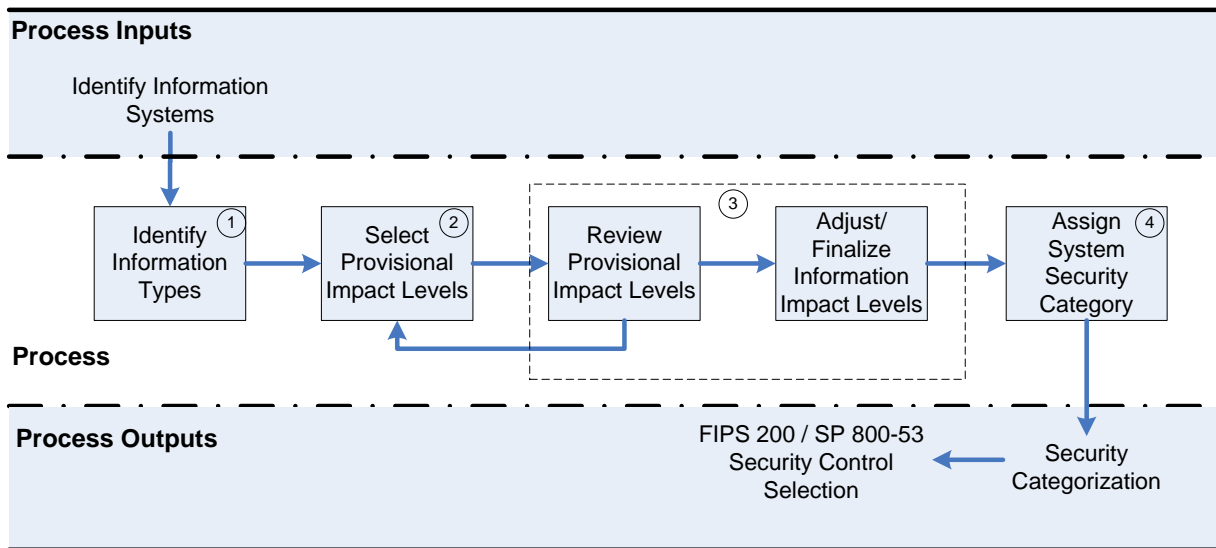 Process Inputs
Identify Information
Systems
1
Identify
Information
Types
2
Select
Provisional
Impact Levels
3
Review
Provisional
Impact Levels
Adjust/
Finalize
Information
Impact Levels
4
Assign
System
Security
Category
Process
Process Outputs
FIPS 200 / SP 800-53
Security Control
Selection
Security
Categorization